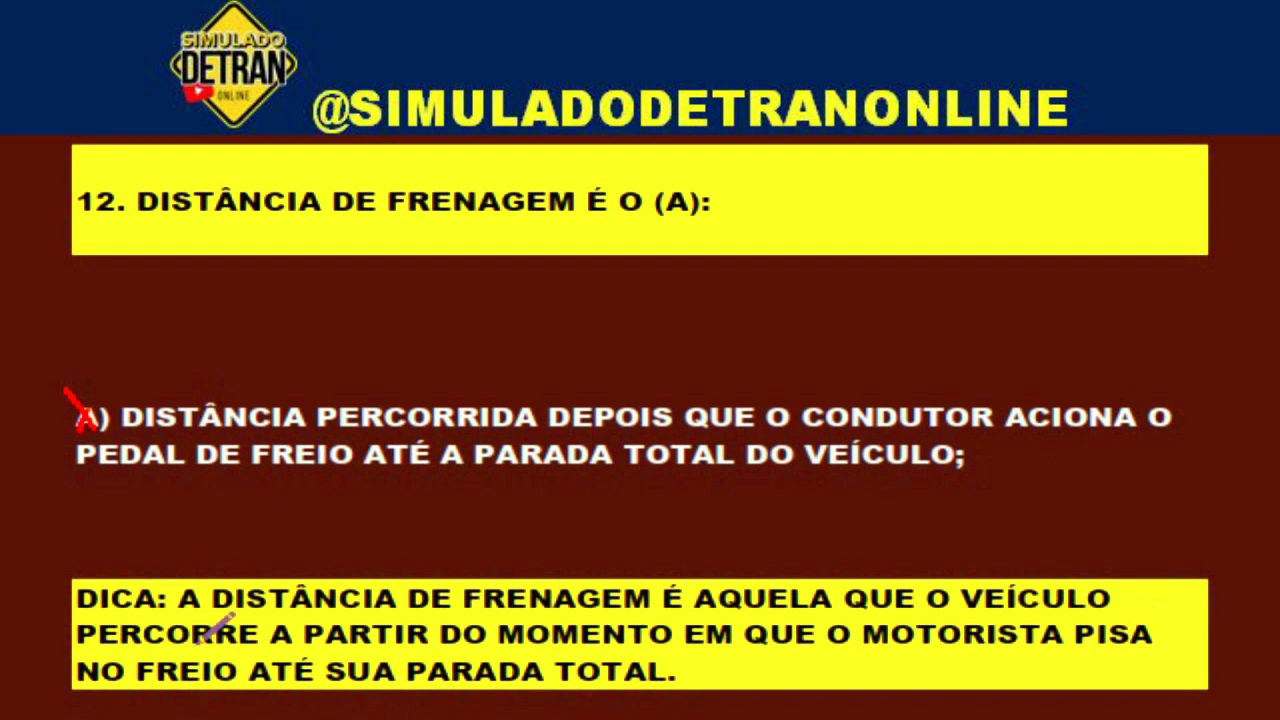 SIMULADO
DETRAN
ONLINE
@SIMULADODETRANONLINE
12. DISTÂNCIA DE FRENAGEM É O (A):
A) DISTÂNCIA PERCORRIDA DEPOIS QUE O CONDUTOR ACIONA O
PEDAL DE FREIO ATÉ A PARADA TOTAL DO VEÍCULO;
DICA: A DISTÂNCIA DE FRENAGEM É AQUELA QUE O VEÍCULO
PERCORRE A PARTIR DO MOMENTO EM QUE O MOTORISTA PISA
NO FREIO ATÉ SUA PARADA TOTAL.